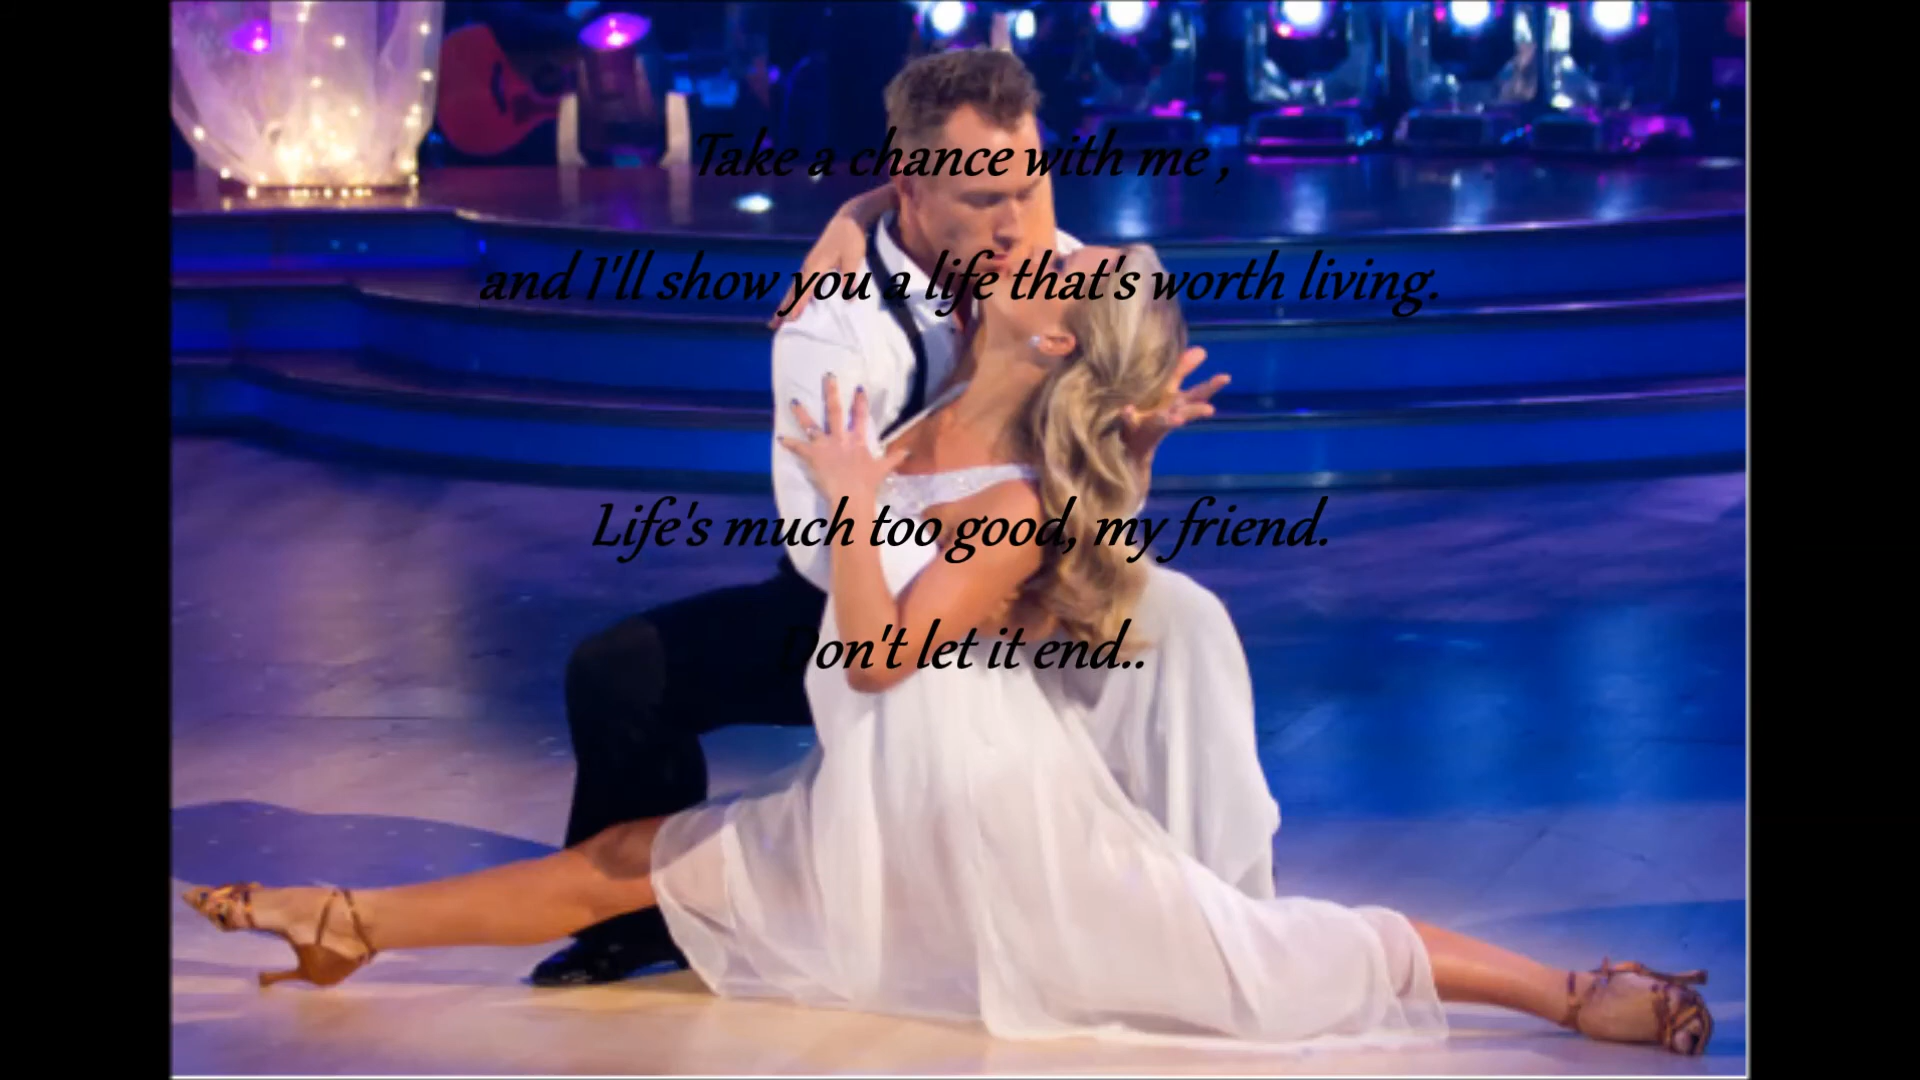 Take a chance with me ,
and I'll show you a life that's worth living.
Life's much too good, my friend.
Don't let it end..